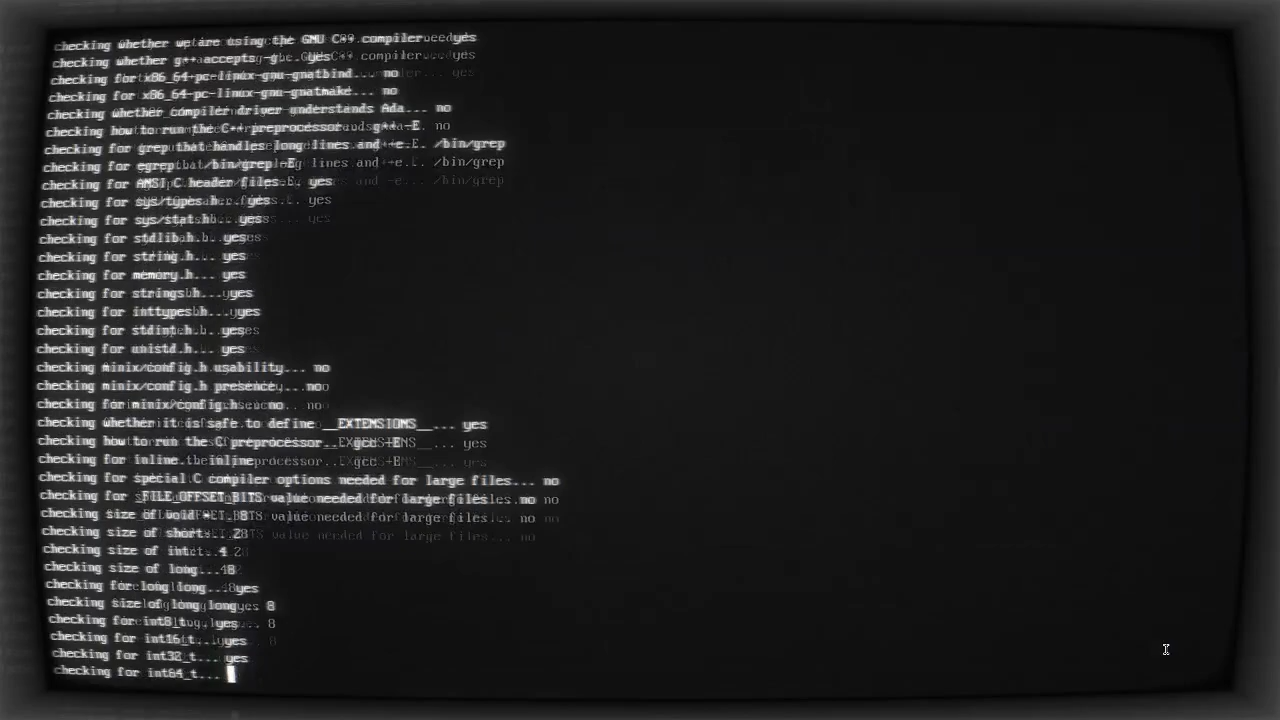 checking whether we are using the GNU C++ compiler... yes
checking whether g++ accepts -g... yes
checking for x86_64-pc-linux-gnu-gnatbind... no
checking for x86_64-pc-linux-gnu-gnatmake... no
checking whether compiler driver understands Ada... no
checking how to run the C++ preprocessor... g++ -E
checking for grep that handles long lines and -e... /bin/grep
checking for egrep... /bin/grep -E
checking for ANSI C header files... yes
checking for sys/types.h... yes
checking for sys/stat.h... yes
checking for stdlib.h... yes
checking for string.h... yes
checking for memory.h... yes
checking for strings.h... yes
checking for inttypes.h... yes
checking for stdint.h... yes
checking for unistd.h... yes
checking minix/config.h usability... no
checking minix/config.h presence... no
checking for minix/config.h... no
checking whether it is safe to define __EXTENSIONS__... yes
checking how to run the C preprocessor... gcc -E
checking for inline... inline
checking for special C compiler options needed for large files... no
checking for _FILE_OFFSET_BITS value needed for large files... no
checking size of void *... 8
checking size of short... 2
checking size of int... 4
checking size of long... 8
checking for long long... yes
checking size of long long... 8
checking for int8_t... yes
checking for int16_t... yes
checking for int32_t... yes
checking for int64_t...